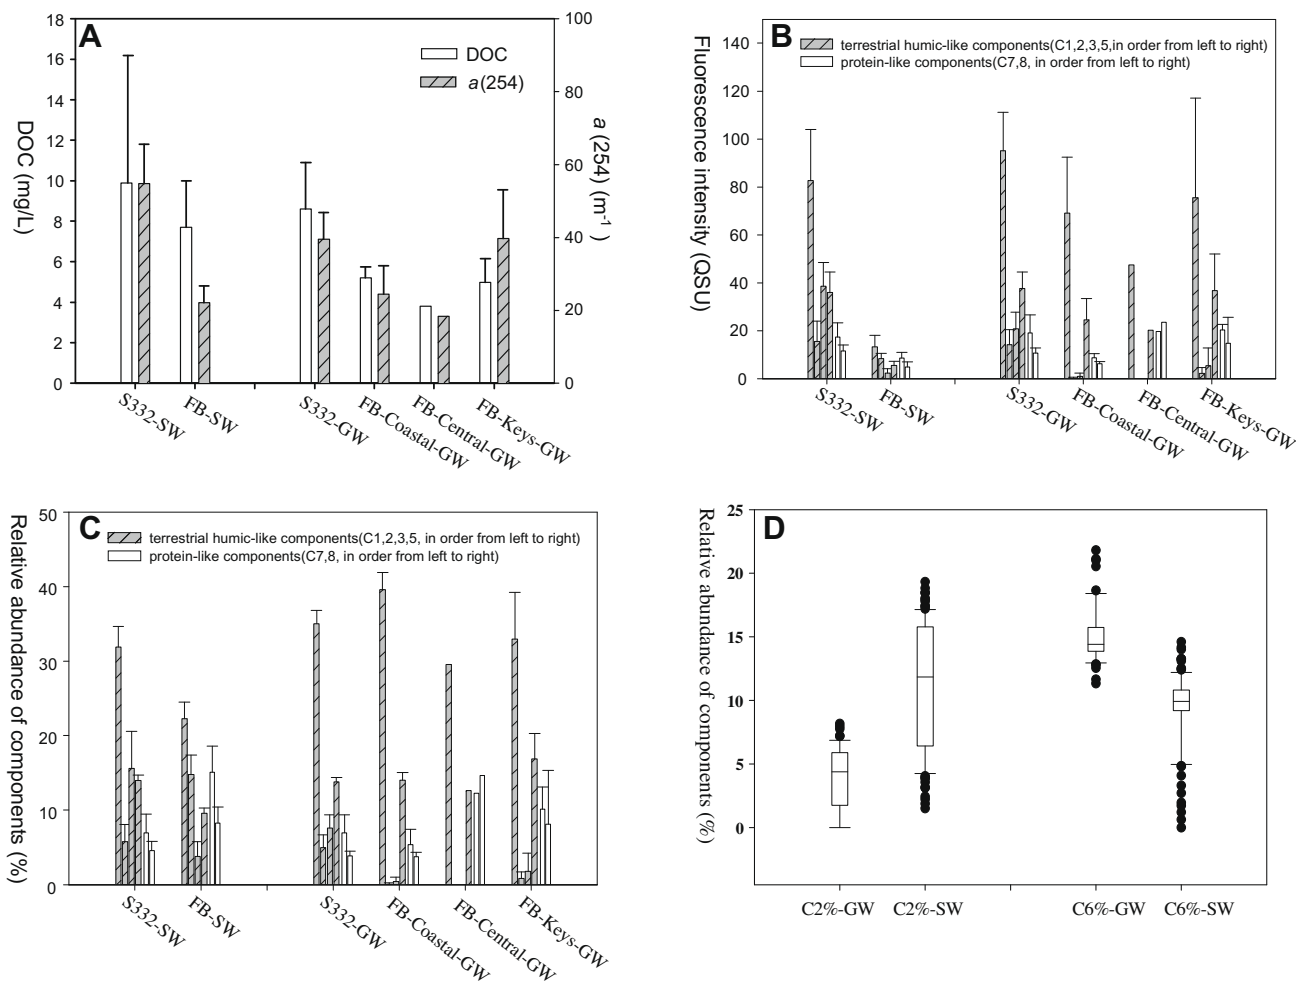 A
DOC
a(254)
DOC (mg/L)
18
16
14
12
10
8
6
4
2
0
100
80
60
40
20
0
a (254) (m-1)
S332-SW
FB-SW
S332-GW
FB-Coastal-GW
FB-Central-GW
FB-Keys-GW
B
terrestrial humic-like components(C1,2,3,5,in order from left to right)
protein-like components(C7,8, in order from left to right)
Fluorescence intensity (QSU)
140
120
100
80
60
40
20
0
S332-SW
FB-SW
S332-GW
FB-Coastal-GW
FB-Central-GW
FB-Keys-GW
C
terrestrial humic-like components(C1,2,3,5, in order from left to right)
protein-like components(C7,8, in order from left to right)
Relative abundance of components (%)
50
40
30
20
10
0
S332-SW
FB-SW
S332-GW
FB-Coastal-GW
FB-Central-GW
FB-Keys-GW
D
Relative abundance of components (%)
25
20
15
10
5
0
C2%-GW
C2%-SW
C6%-GW
C6%-SW